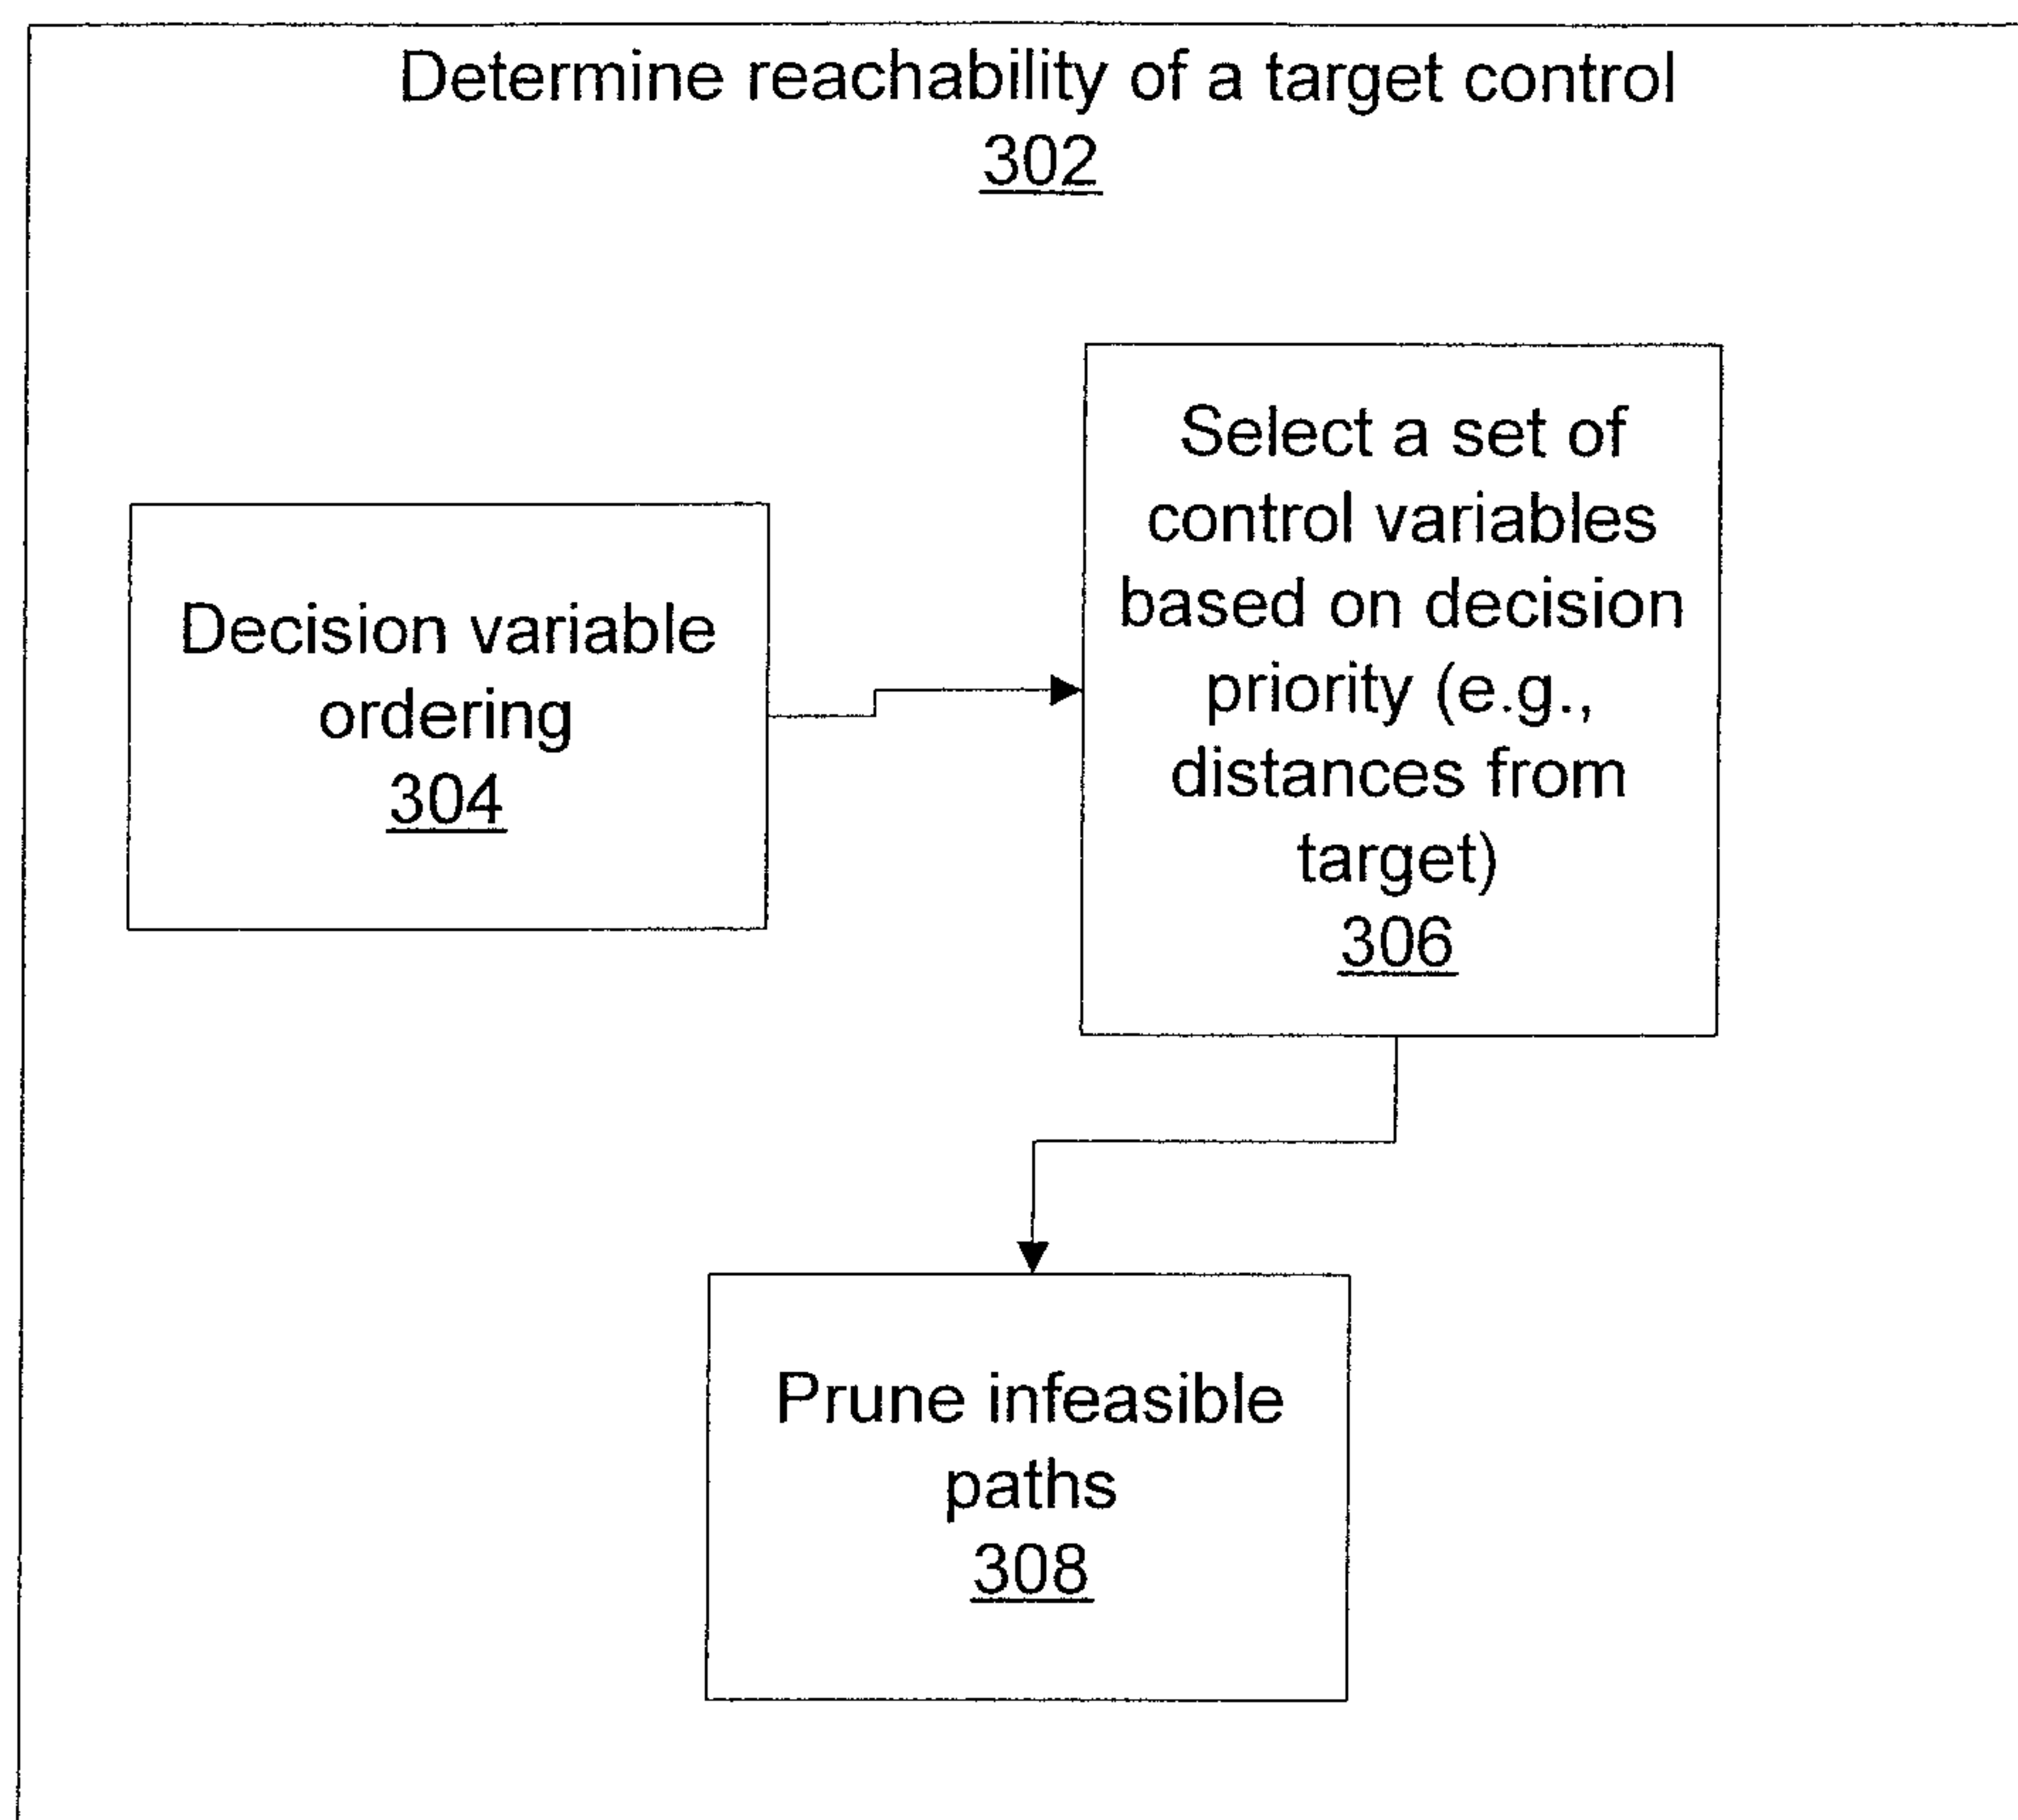 Determine reachability of a target control
302
Decision variable
ordering
304
Select a set of
control variables
based on decision
priority (e.g.,
distances from
target)
306
Prune infeasible
paths
308